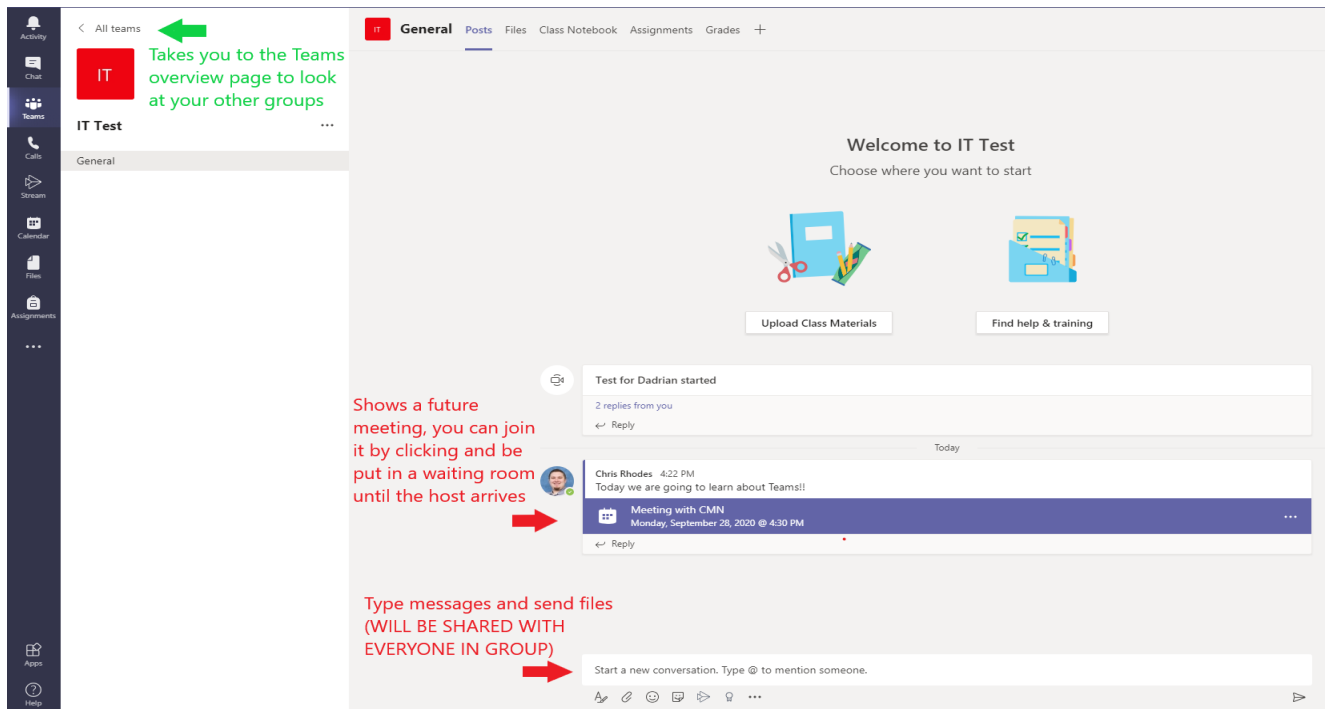 Activity
Chat
Teams
Calls
Stream
Calendar
Files
Assignments
Apps
Help
All teams
Takes you to the Teams
overview page to look
at your other groups
IT
IT Test
General
IT General Posts Files Class Notebook Assignments Grades
Welcome to IT Test
Choose where you want to start
Upload Class Materials Find help & training
Test for Dadrian started
2 replies from you
Reply
Today
Shows a future
meeting, you can join
it by clicking and be
put in a waiting room
until the host arrives
Chris Rhodes 4:22 PM
Today we are going to learn about Teams!!
Meeting with CMN
Monday, September 28, 2020 @ 4:30 PM
Reply
Type messages and send files
(WILL BE SHARED WITH
EVERYONE IN GROUP)
Start a new conversation. Type @ to mention someone.